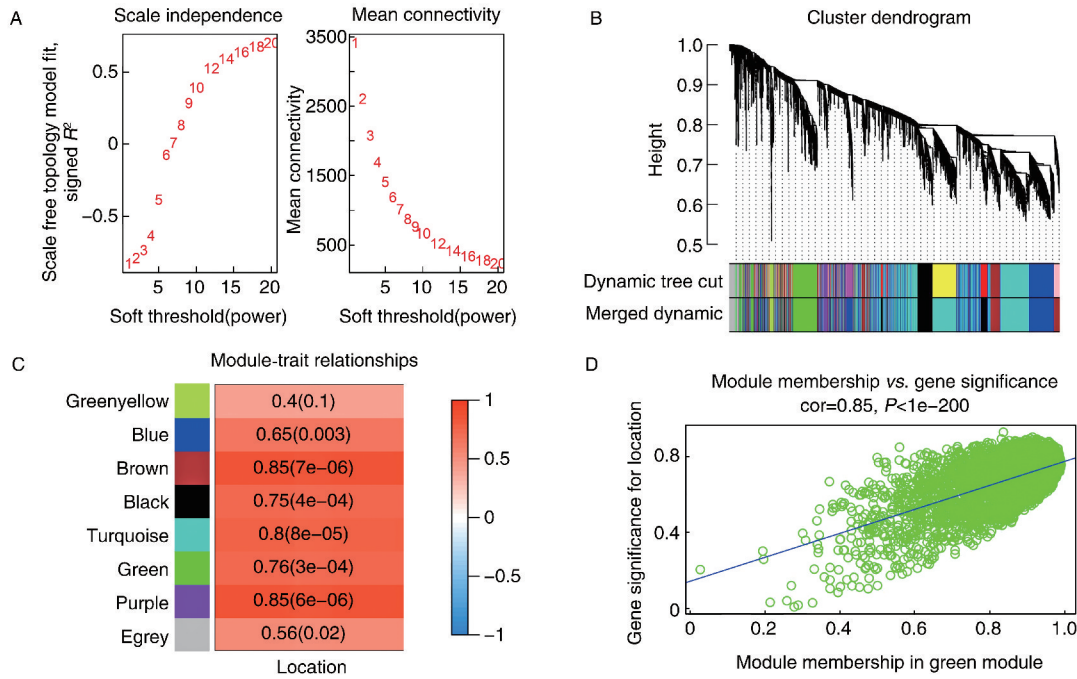 A
Scale independence
Scale free topology model fit,
signed R²
0.5
0
−0.5
1 2 3 4 5 6 7 8 9 10 12 14 16 18 20
5 10 15 20
Soft threshold(power)
Mean connectivity
Mean connectivity
3500
2500
1500
500
1 2 3 4 5 6 7 8 9 10 12 14 16 18 20
5 10 15 20
Soft threshold(power)
B
Cluster dendrogram
Height
1.0
0.9
0.8
0.7
0.6
0.5
Dynamic tree cut
Merged dynamic
C
Module-trait relationships
Greenyellow 0.4(0.1)
Blue 0.65(0.003)
Brown 0.85(7e−06)
Black 0.75(4e−04)
Turquoise 0.8(8e−05)
Green 0.76(3e−04)
Purple 0.85(6e−06)
Egrey 0.56(0.02)
Location
1
0.5
0
−0.5
−1
D
Module membership vs. gene significance
cor=0.85, P<1e−200
Gene significance for location
0.8
0.4
0
0 0.2 0.4 0.6 0.8 1.0
Module membership in green module